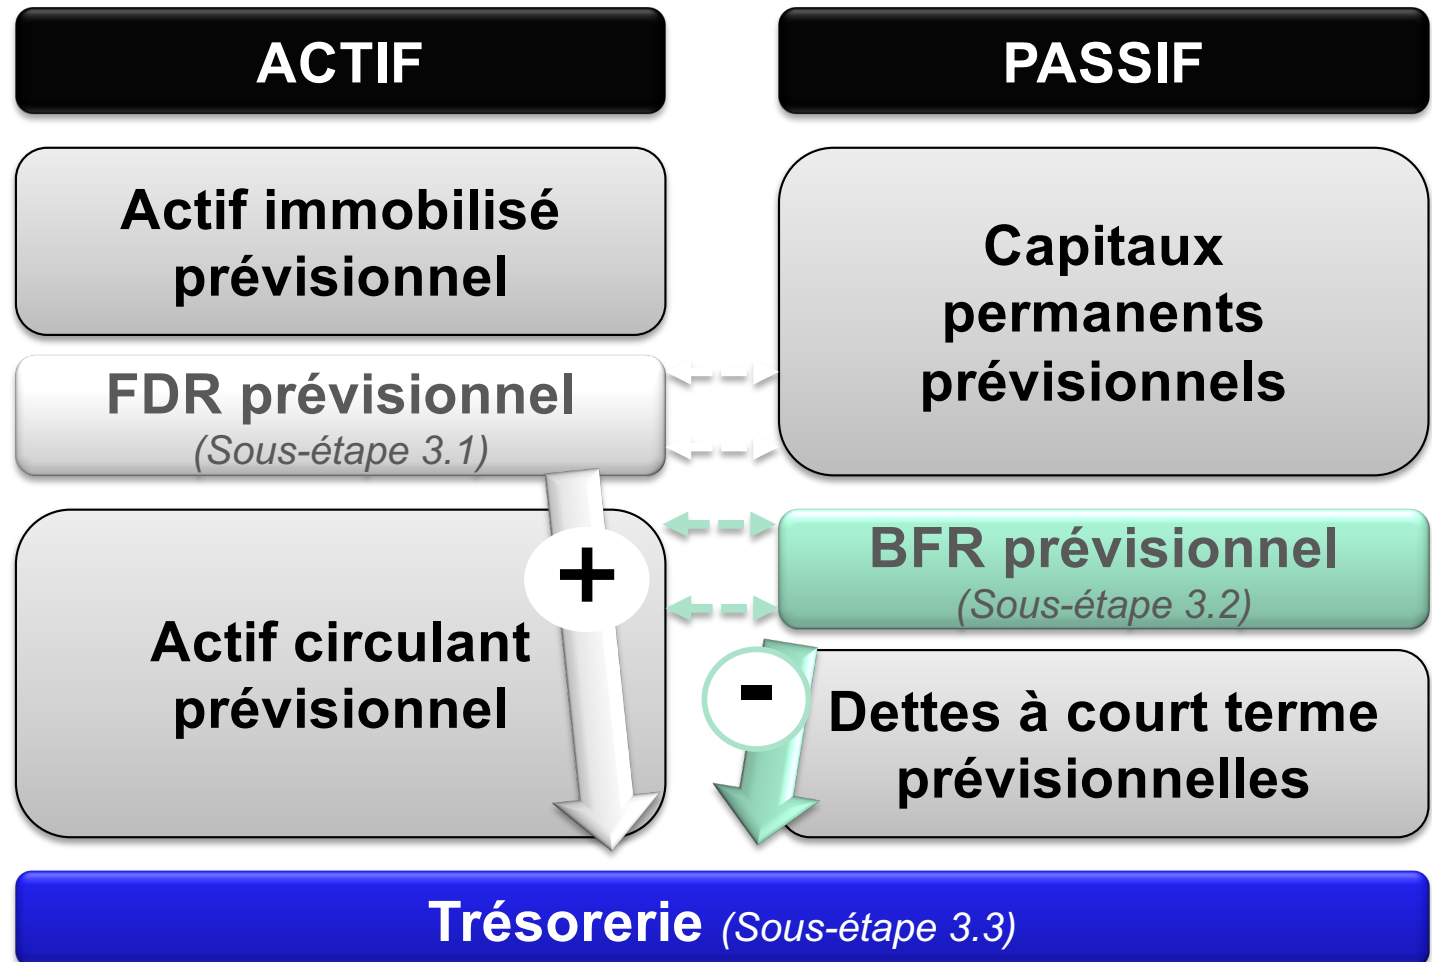 ACTIF
Actif immobilisé
prévisionnel
FDR prévisionnel
(Sous-étape 3.1)
+
Actif circulant
prévisionnel
PASSIF
Capitaux
permanents
prévisionnels
BFR prévisionnel
(Sous-étape 3.2)
-
Dettes à court terme
prévisionnelles
Trésorerie (Sous-étape 3.3)